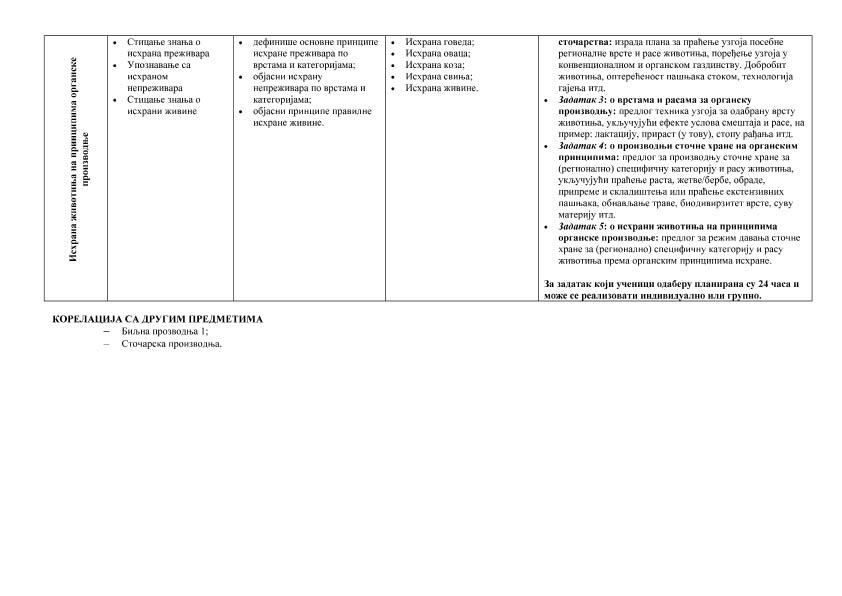 Исхрана животиња на принципима органске
производње
• Стицање знања о
исхрана преживара
• Упознавање са
исхраном
непреживара
• Стицање знања о
исхрани живине
• дефинише основне принципе
исхране преживара по
врстама и категоријама;
• објасни исхрану
непреживара по врстама и
категоријама;
• објасни принципе правилне
исхране живине.
• Исхрана говеда;
• Исхрана оваца;
• Исхрана коза;
• Исхрана свиња;
• Исхрана живине.
сточарства: израда плана за праћење узгоја посебне
регионалне врсте и расе животиња, поређење узгоја у
конвенционалном и органском газдинству. Добробит
животиња, оптерећеност пашњака стоком, технологија
гајења итд.
• Задатак 3: о врстама и расама за органску
производњу: предлог техника узгоја за одабрану врсту
животиња, укључујући ефекте услова смештаја и расе, на
пример: лактацију, прираст (у тову), стопу рађања итд.
• Задатак 4: о производњи сточне хране на органским
принципима: предлог за производњу сточне хране за
(регионално) специфичну категорију и расу животиња,
укључујући праћење раста, жетве/бербе, обраде,
припреме и складиштења или праћење екстензивних
пашњака, обнављање траве, биодивирзитет врсте, суву
материју итд.
• Задатак 5: о исхрани животиња на принципима
органске производње: предлог за режим давања сточне
хране за (регионално) специфичну категорију и расу
животиња према органским принципима исхране.
За задатак који ученици одаберу планирана су 24 часа и
може се реализовати индивидуално или групно.
КОРЕЛАЦИЈА СА ДРУГИМ ПРЕДМЕТИМА
– Биљна прозводња 1;
– Сточарска производња.